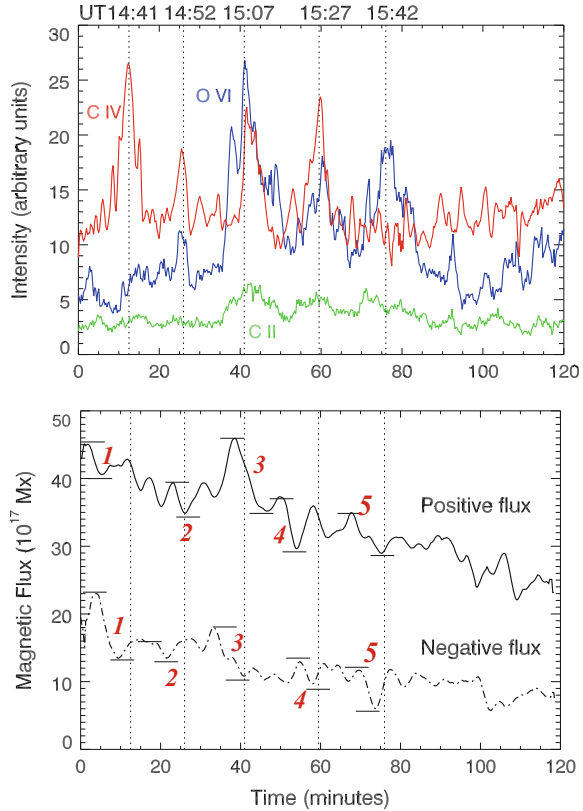 UT14:41 14:52 15:07 15:27 15:42
30
25
20
15
10
5
0
Intensity (arbitrary units)
C IV
O VI
C II
0 20 40 60 80 100 120
50
40
30
20
10
0
Magnetic Flux (10^17 Mx)
1
2
3
4
5
Positive flux
1
2
3
4
5
Negative flux
0 20 40 60 80 100 120
Time (minutes)